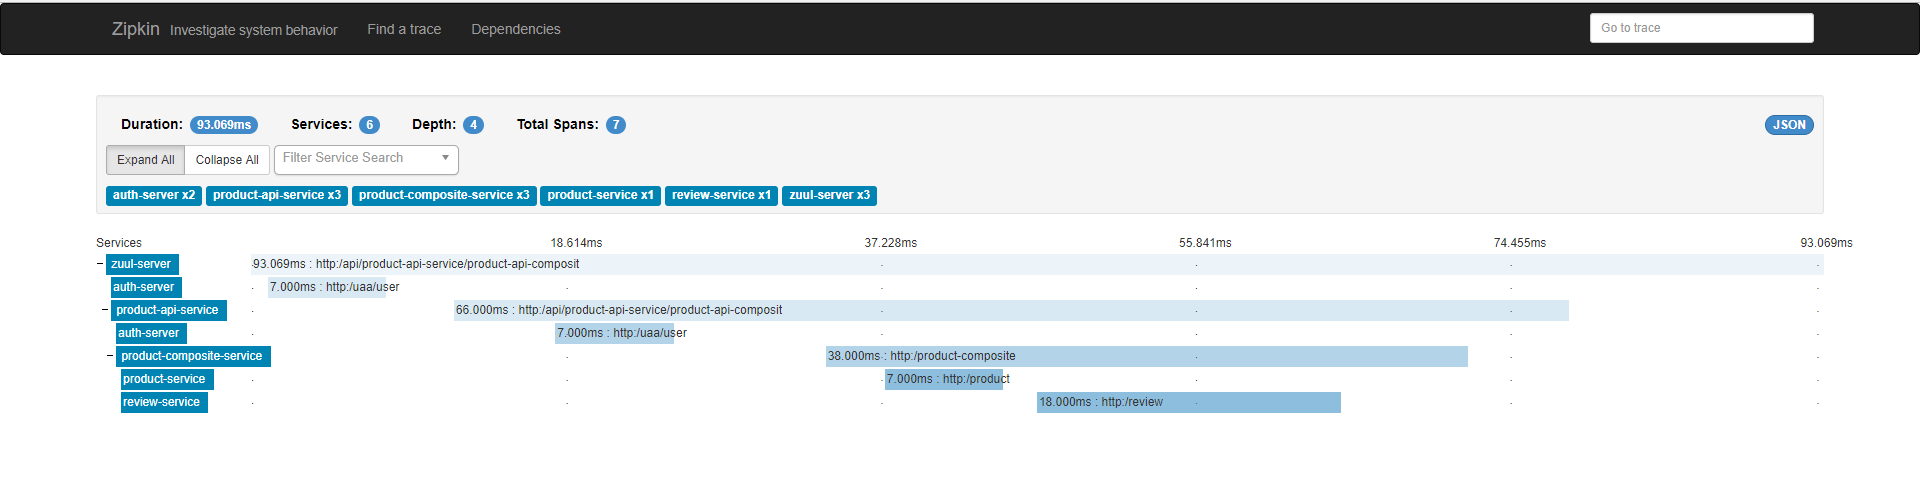 Zipkin Investigate system behavior Find a trace Dependencies Go to trace
Duration: 93.069ms Services: 6 Depth: 4 Total Spans: 7 JSON
Expand All Collapse All Filter Service Search
auth-server x2 product-api-service x3 product-composite-service x3 product-service x1 review-service x1 zuul-server x3
Services 18.614ms 37.228ms 55.841ms 74.455ms 93.069ms
zuul-server 93.069ms : http:/api/product-api-service/product-api-composit
auth-server 7.000ms : http:/uaa/user
product-api-service 66.000ms : http:/api/product-api-service/product-api-composit
auth-server 7.000ms : http:/uaa/user
product-composite-service 38.000ms : http:/product-composite
product-service 7.000ms : http:/product
review-service 18.000ms : http:/review